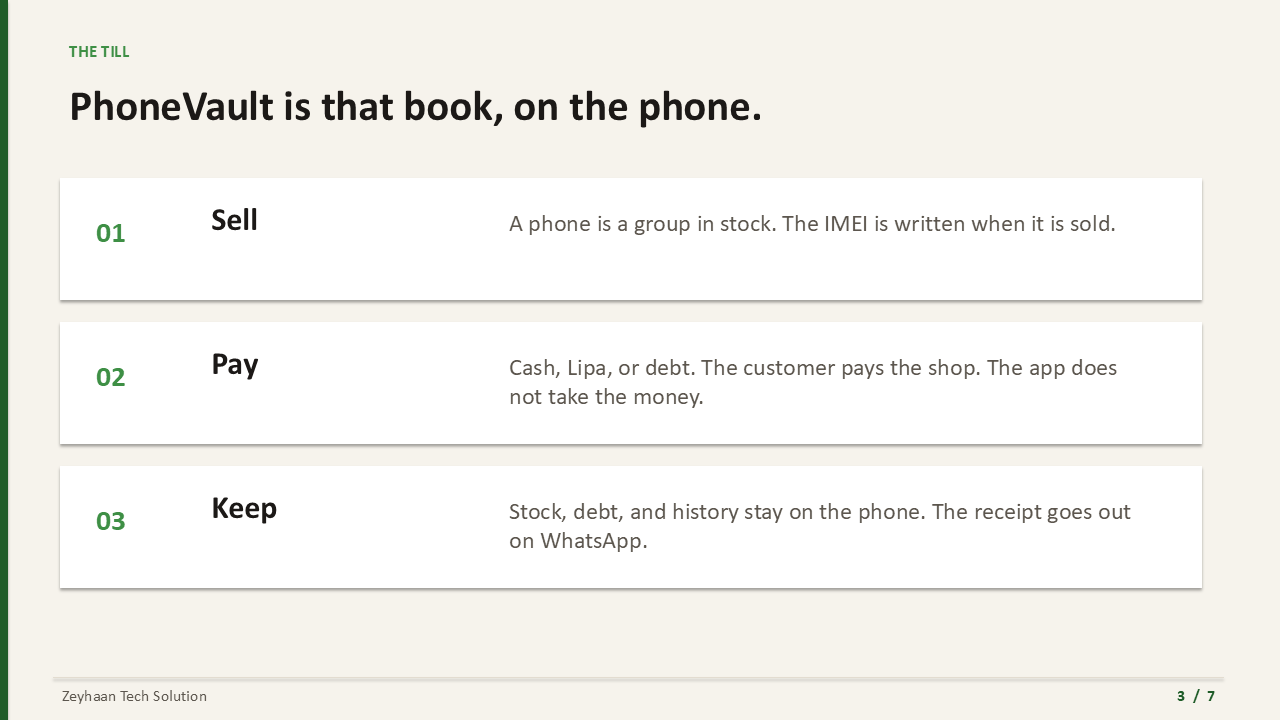 THE TILL
PhoneVault is that book, on the phone.
01
Sell
A phone is a group in stock. The IMEI is written when it is sold.
02
Pay
Cash, Lipa, or debt. The customer pays the shop. The app does
not take the money.
03
Keep
Stock, debt, and history stay on the phone. The receipt goes out
on WhatsApp.
Zeyhaan Tech Solution
3 / 7